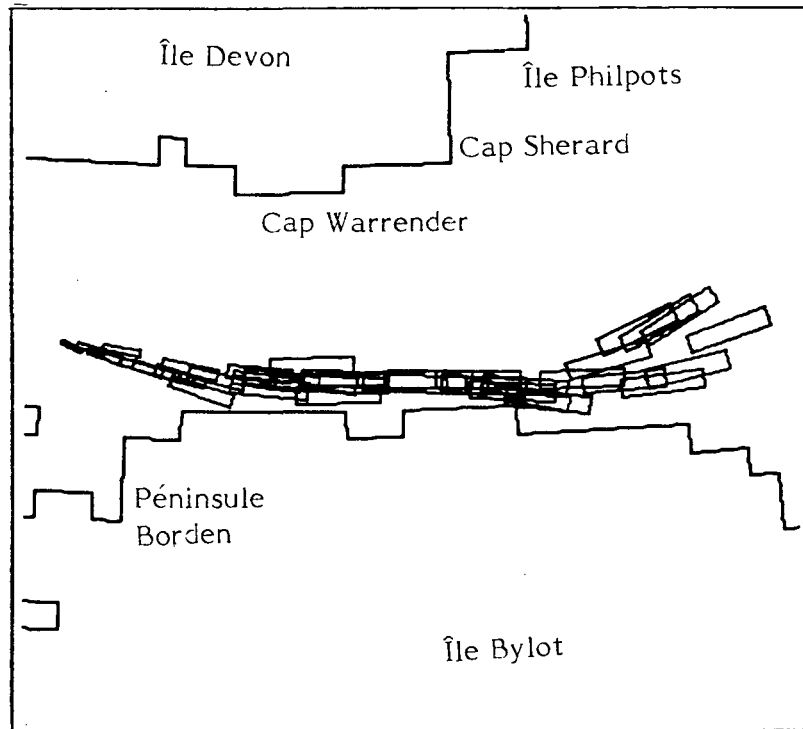 Île Devon
Île Philpots
Cap Sherard
Cap Warrender
Péninsule
Borden
Île Bylot